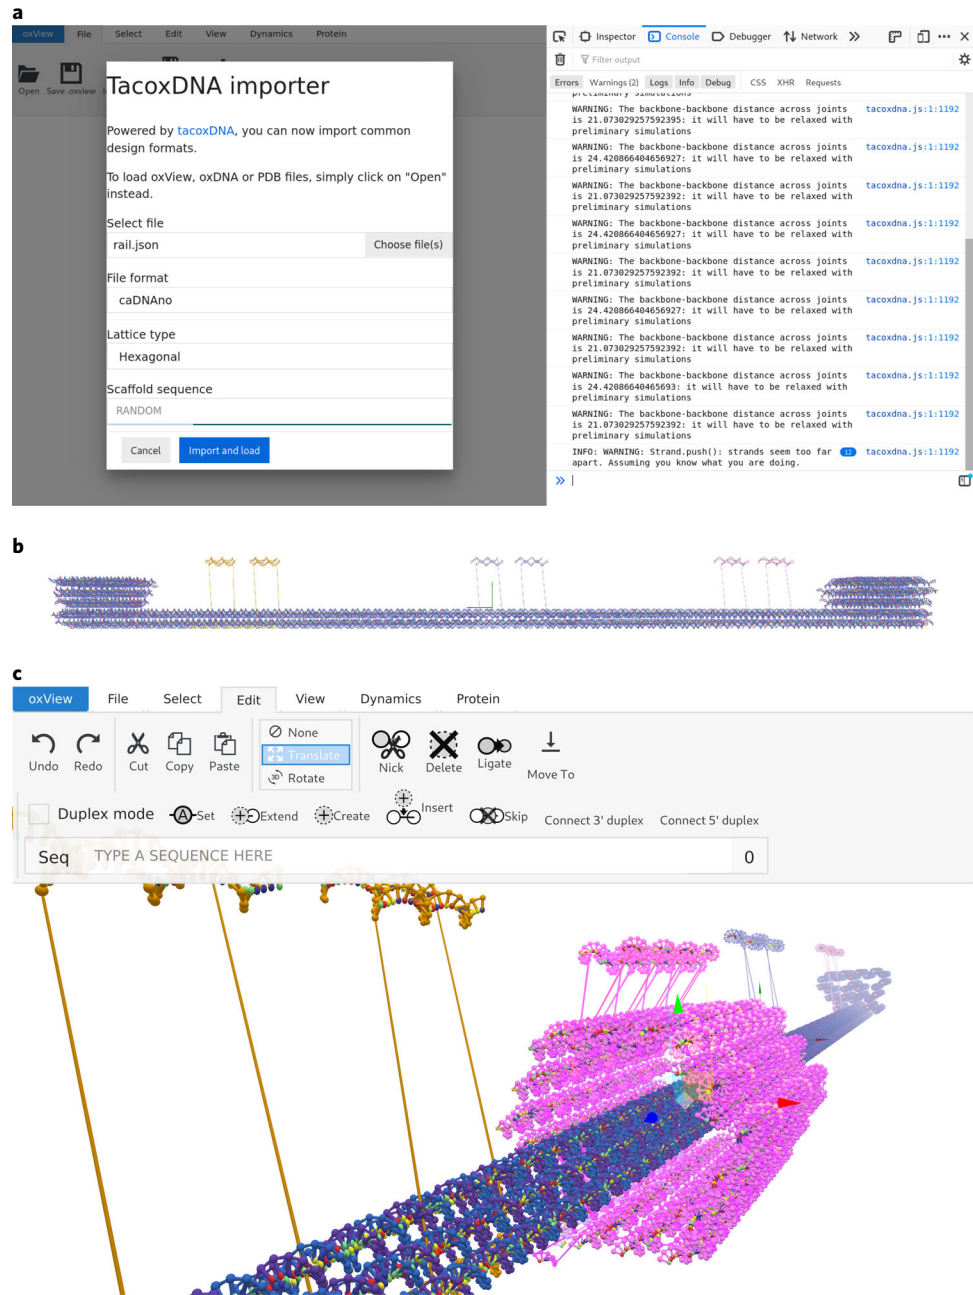 a
oxView File Select Edit View Dynamics Protein
Open Save .oxview
TacoxDNA importer
Powered by tacoxDNA, you can now import common
design formats.
To load oxView, oxDNA or PDB files, simply click on "Open"
instead.
Select file
rail.json Choose file(s)
File format
caDNAno
Lattice type
Hexagonal
Scaffold sequence
RANDOM
Cancel Import and load
Inspector Console Debugger Network
Filter output
Errors Warnings (2) Logs Info Debug CSS XHR Requests
preliminary simulations
WARNING: The backbone-backbone distance across joints tacoxdna.js:1:1192
is 21.073029257592395: it will have to be relaxed with
preliminary simulations
WARNING: The backbone-backbone distance across joints tacoxdna.js:1:1192
is 24.420866404656927: it will have to be relaxed with
preliminary simulations
WARNING: The backbone-backbone distance across joints tacoxdna.js:1:1192
is 21.073029257592392: it will have to be relaxed with
preliminary simulations
WARNING: The backbone-backbone distance across joints tacoxdna.js:1:1192
is 24.420866404656927: it will have to be relaxed with
preliminary simulations
WARNING: The backbone-backbone distance across joints tacoxdna.js:1:1192
is 21.073029257592392: it will have to be relaxed with
preliminary simulations
WARNING: The backbone-backbone distance across joints tacoxdna.js:1:1192
is 24.420866404656927: it will have to be relaxed with
preliminary simulations
WARNING: The backbone-backbone distance across joints tacoxdna.js:1:1192
is 21.073029257592392: it will have to be relaxed with
preliminary simulations
WARNING: The backbone-backbone distance across joints tacoxdna.js:1:1192
is 24.42086640465693: it will have to be relaxed with
preliminary simulations
WARNING: The backbone-backbone distance across joints tacoxdna.js:1:1192
is 21.073029257592392: it will have to be relaxed with
preliminary simulations
INFO: WARNING: Strand.push(): strands seem too far 12 tacoxdna.js:1:1192
apart. Assuming you know what you are doing.
b
c
oxView File Select Edit View Dynamics Protein
Undo Redo Cut Copy Paste
None
Translate
3D Rotate
Nick Delete Ligate Move To
Duplex mode A Set Extend Create Insert Skip Connect 3' duplex Connect 5' duplex
Seq TYPE A SEQUENCE HERE 0